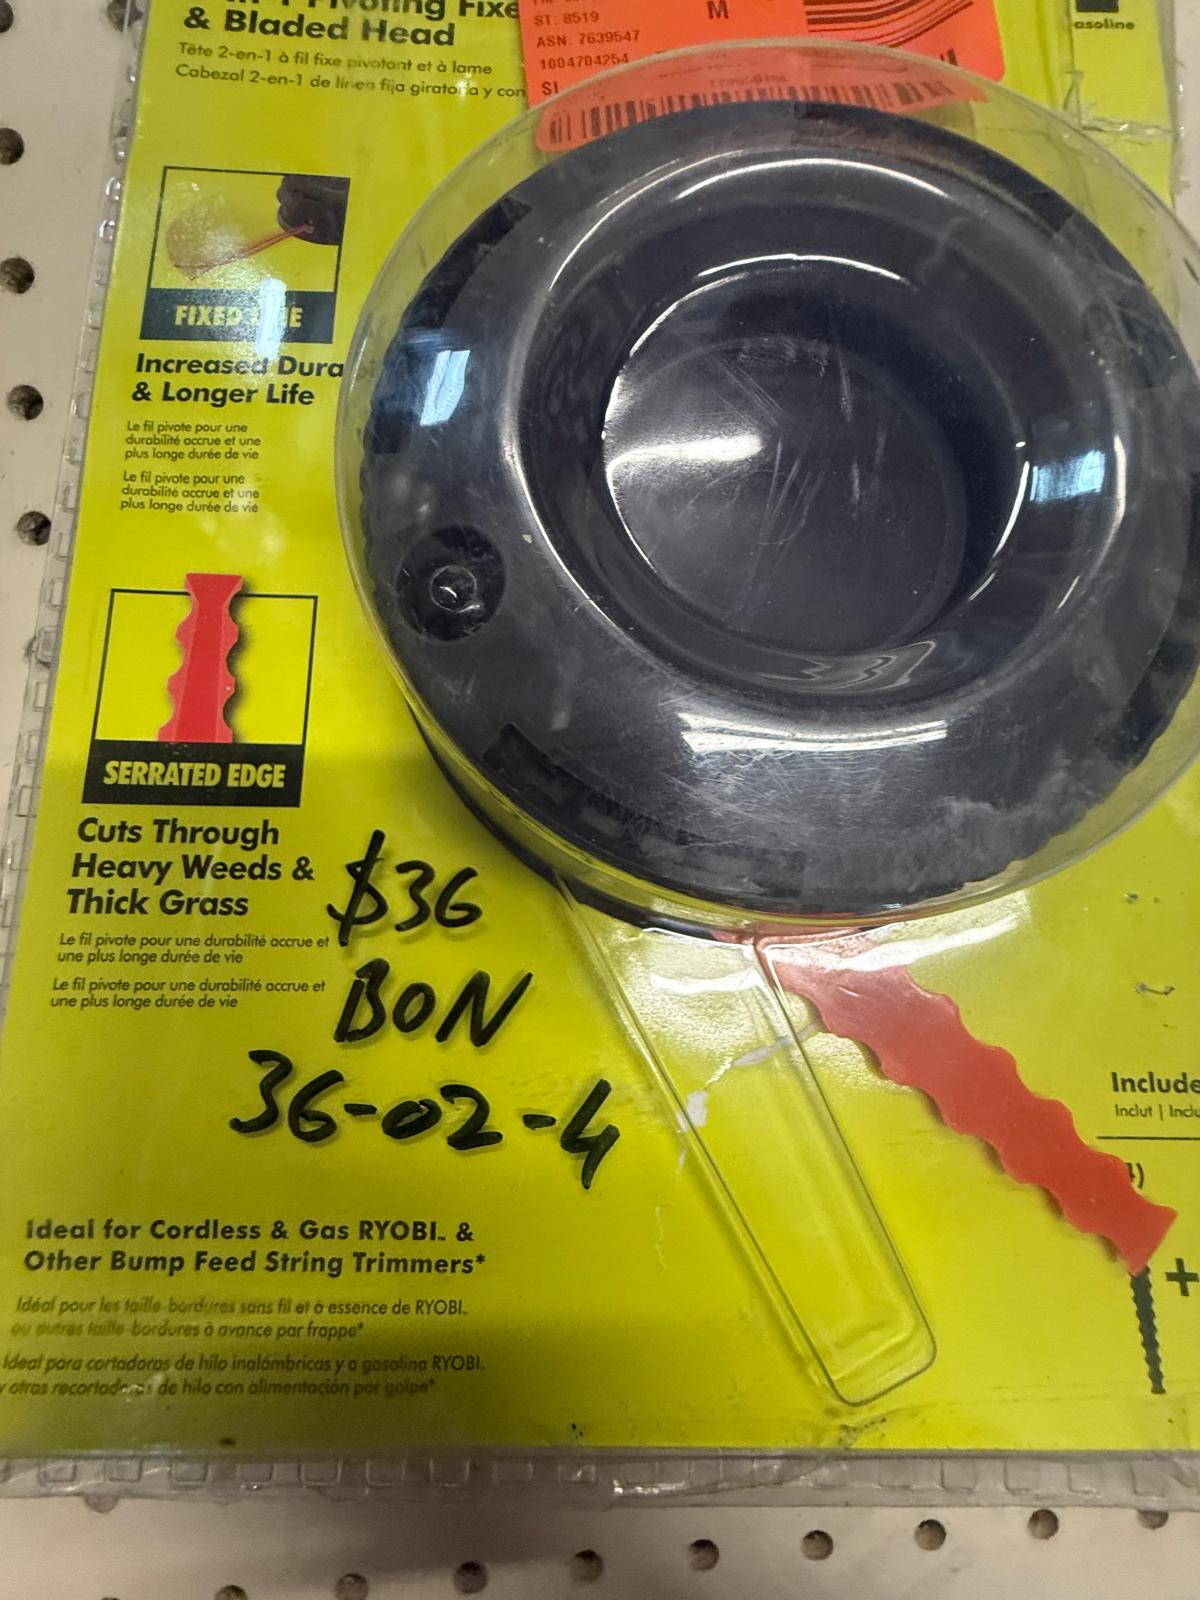 Pivoting Fixe
& Bladed Head
Tête 2-en-1 à fil fixe pivotant et à lame
Cabezal 2-en-1 de línea fija giratoria y con
ST: 8519
ASN: 7639547
1004704254
SI
M
asoline
FIXED
Increased Dura
& Longer Life
Le fil pivote pour une
durabilité accrue et une
plus longue durée de vie
Le fil pivote pour une
durabilité accrue et une
plus longue durée de vie
SERRATED EDGE
Cuts Through
Heavy Weeds &
Thick Grass
Le fil pivote pour une durabilité accrue et
une plus longue durée de vie
Le fil pivote pour une durabilité accrue et
une plus longue durée de vie
$36
BON
36-02-4
Include
Inclut | Inclu
4)
+
Ideal for Cordless & Gas RYOBI™ &
Other Bump Feed String Trimmers*
Idéal pour les taille-bordures sans fil et à essence de RYOBI™
ou autres taille-bordures à avance par frappe*
Ideal para cortadoras de hilo inalámbricas y a gasolina RYOBI™
y otras recortadoras de hilo con alimentación por golpe*